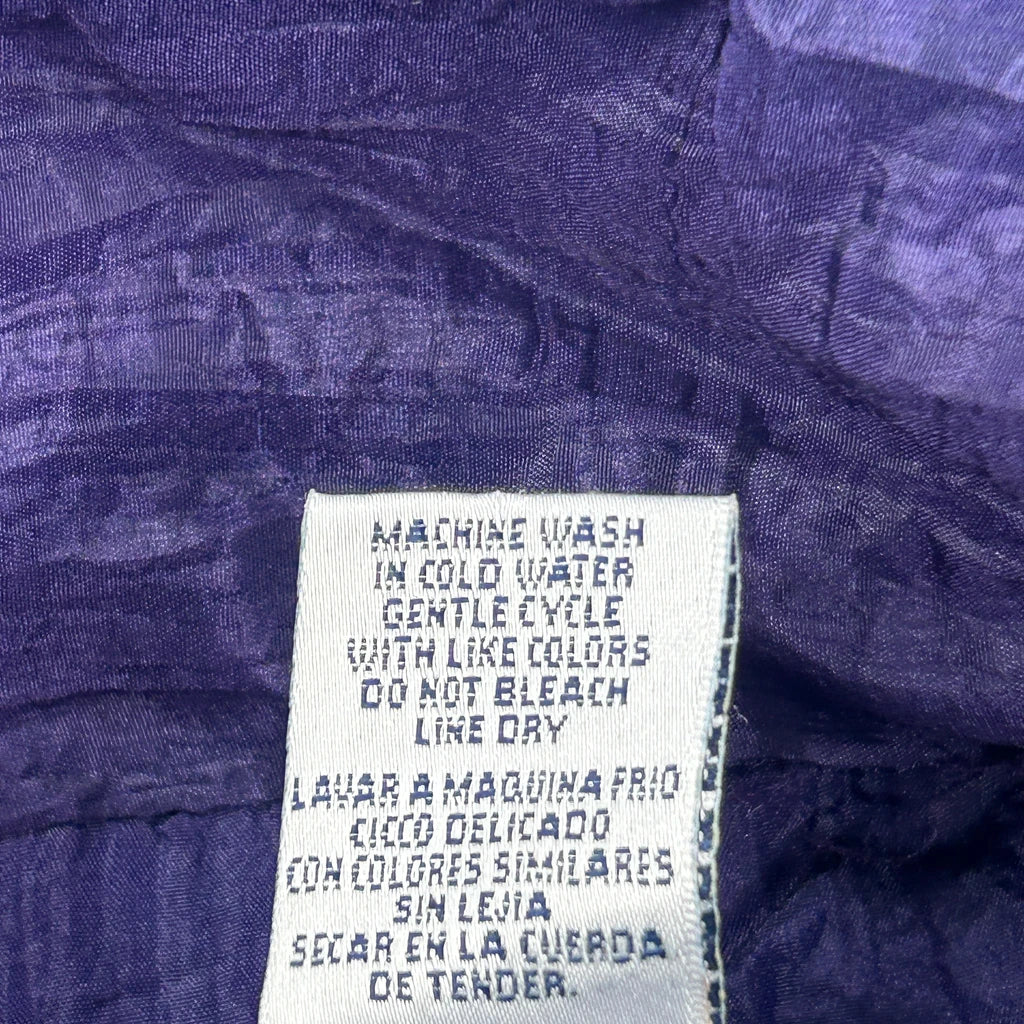 MACHINE WASH
IN COLD WATER
GENTLE CYCLE
WITH LIKE COLORS
DO NOT BLEACH
LINE DRY
LAVAR A MAQUINA FRIO
CICCO DELICADO
CON COLORES SIMILARES
SIN LEJIA
SECAR EN LA CUERDA
DE TENDER.